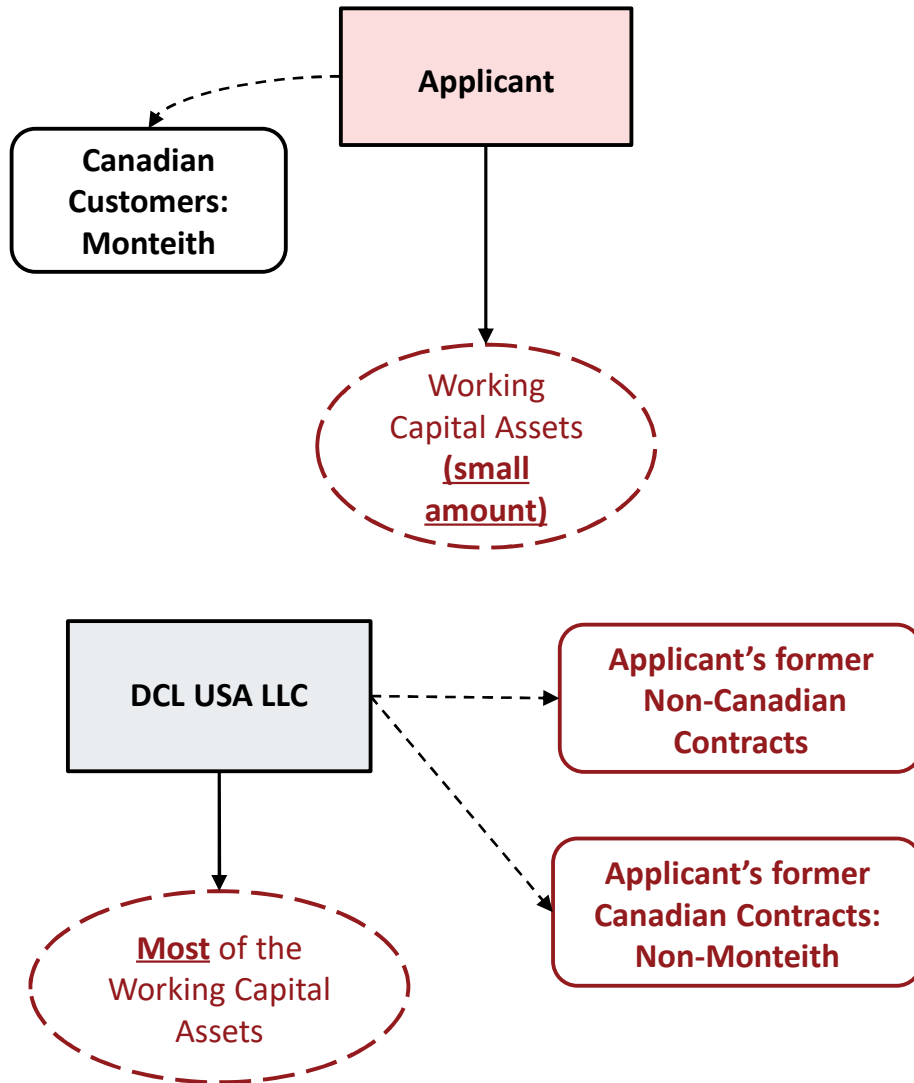 Applicant
Canadian
Customers:
Monteith
Working
Capital Assets
(small
amount)
DCL USA LLC
Applicant’s former
Non-Canadian
Contracts
Applicant’s former
Canadian Contracts:
Non-Monteith
Most of the
Working Capital
Assets